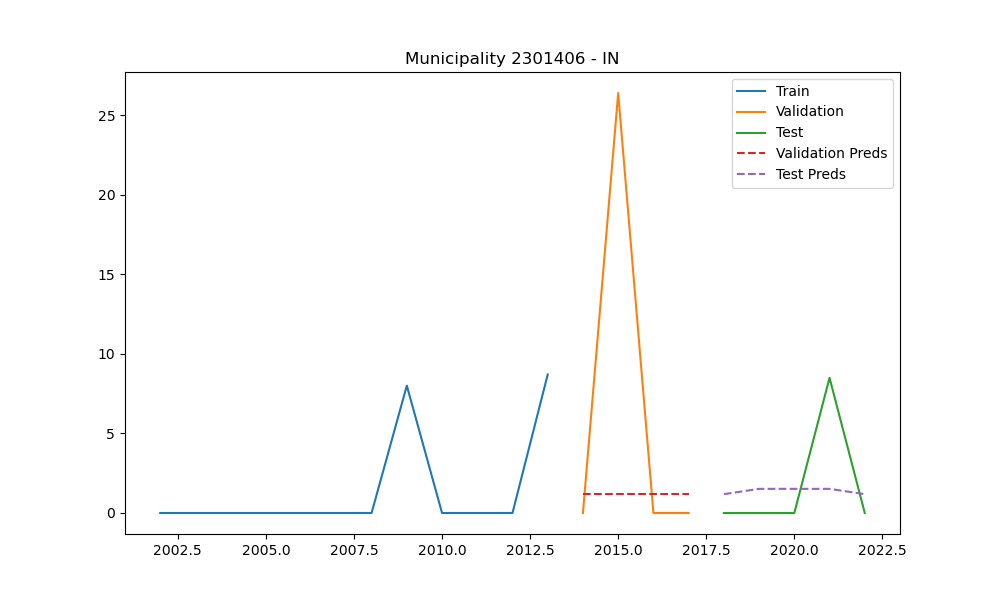 Municipality 2301406 - IN
Train
Validation
Test
Validation Preds
Test Preds
25
20
15
10
5
0
2002.5 2005.0 2007.5 2010.0 2012.5 2015.0 2017.5 2020.0 2022.5